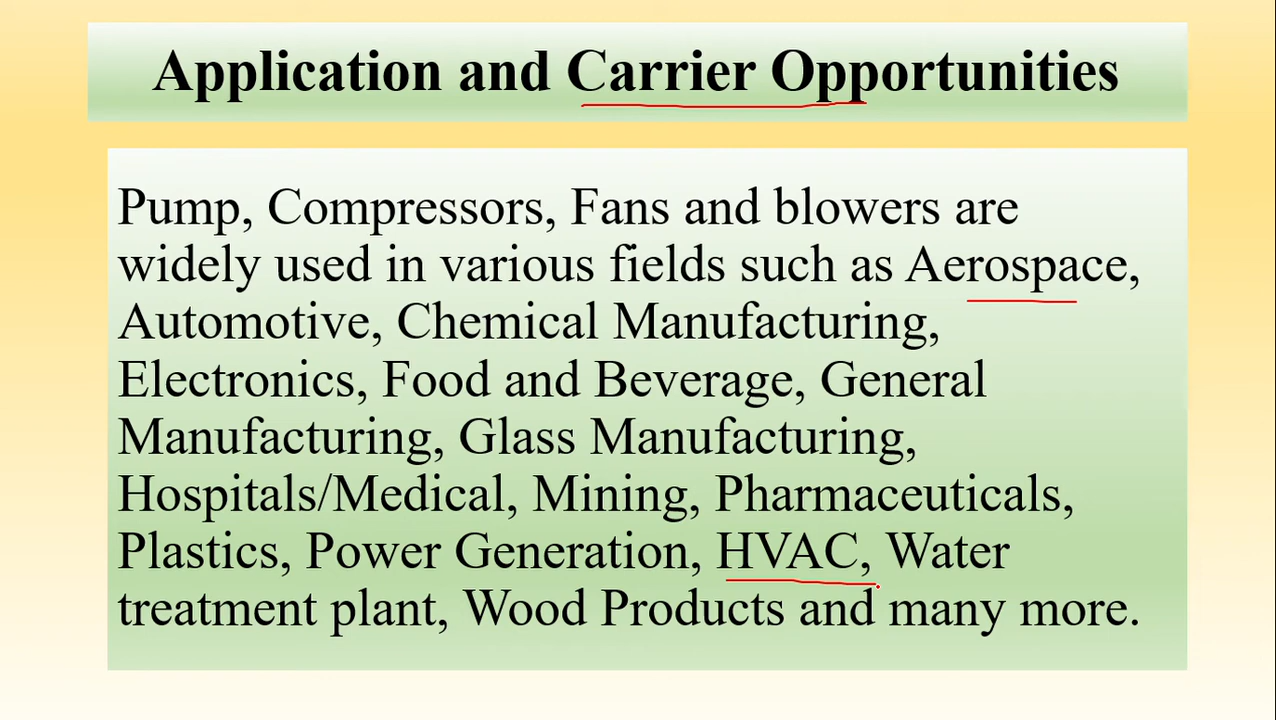 Application and Carrier Opportunities
Pump, Compressors, Fans and blowers are
widely used in various fields such as Aerospace,
Automotive, Chemical Manufacturing,
Electronics, Food and Beverage, General
Manufacturing, Glass Manufacturing,
Hospitals/Medical, Mining, Pharmaceuticals,
Plastics, Power Generation, HVAC, Water
treatment plant, Wood Products and many more.